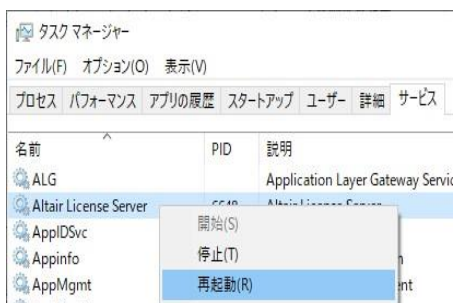 タスク マネージャー
ファイル(F) オプション(O) 表示(V)
プロセス パフォーマンス アプリの履歴 スタートアップ ユーザー 詳細 サービス
名前 PID 説明
ALG Application Layer Gateway Servic
Altair License Server 6648 Altair License Server
AppIDSvc 開始(S)
Appinfo 停止(T) n
AppMgmt 再起動(R) ent